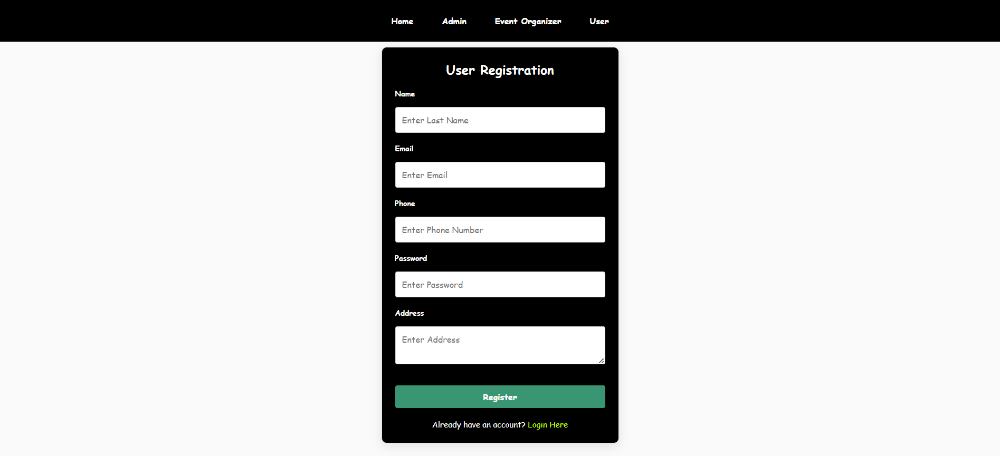 Home Admin Event Organizer User
User Registration
Name
Enter Last Name
Email
Enter Email
Phone
Enter Phone Number
Password
Enter Password
Address
Enter Address
Register
Already have an account? Login Here